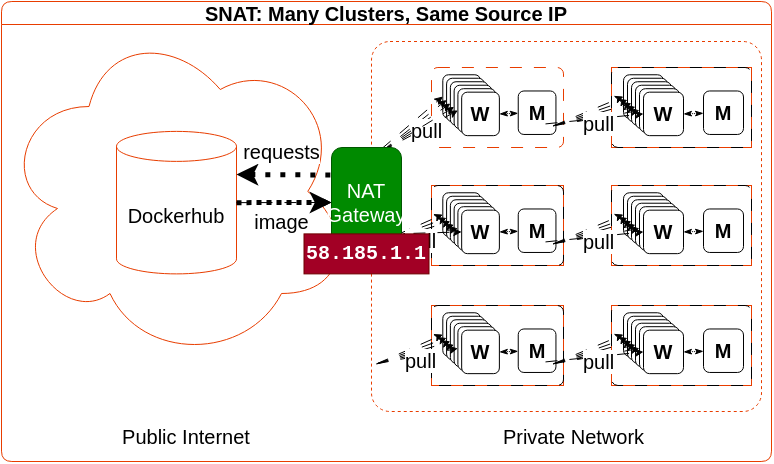 SNAT: Many Clusters, Same Source IP
W
M
pull
W
M
pull
requests
Dockerhub
image
NAT
Gateway
58.185.1.1
W
M
W
M
pull
W
M
pull
W
M
pull
Public Internet
Private Network